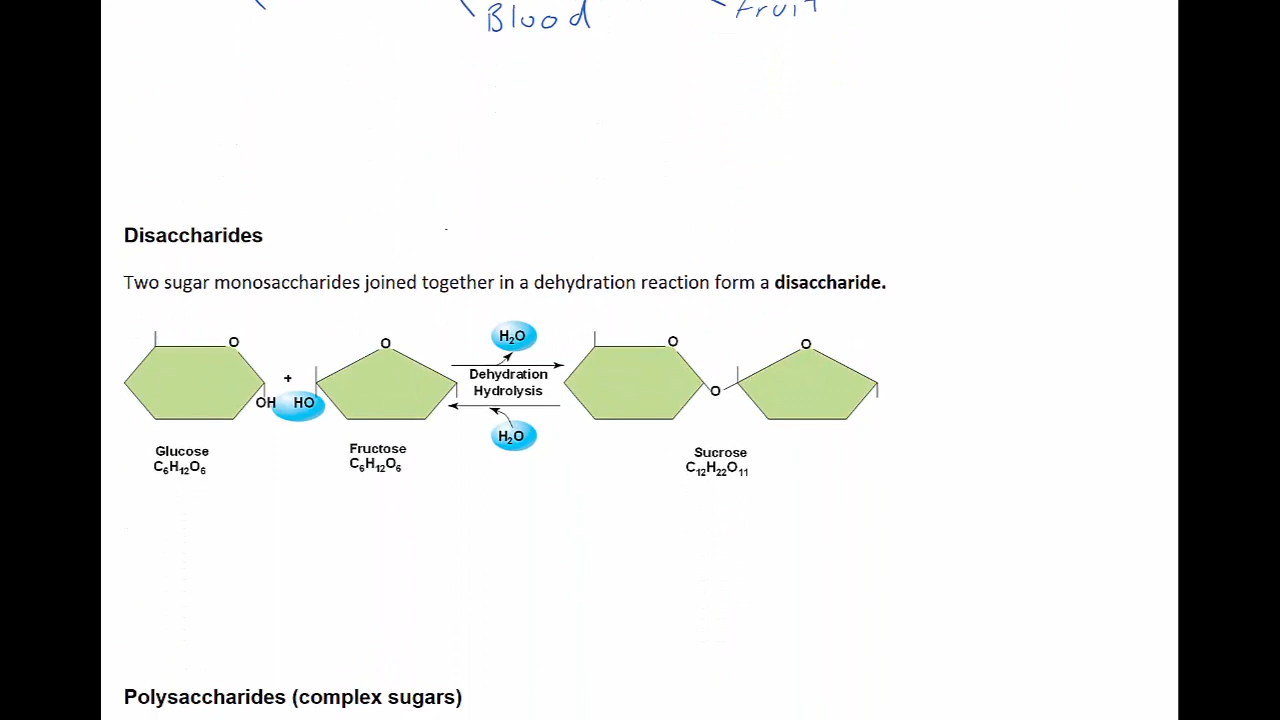 Blood
Fruit
Disaccharides
Two sugar monosaccharides joined together in a dehydration reaction form a disaccharide.
O
+
OH HO
O
H₂O
Dehydration
Hydrolysis
H₂O
O
O
O
Glucose
C₆H₁₂O₆
Fructose
C₆H₁₂O₆
Sucrose
C₁₂H₂₂O₁₁
Polysaccharides (complex sugars)